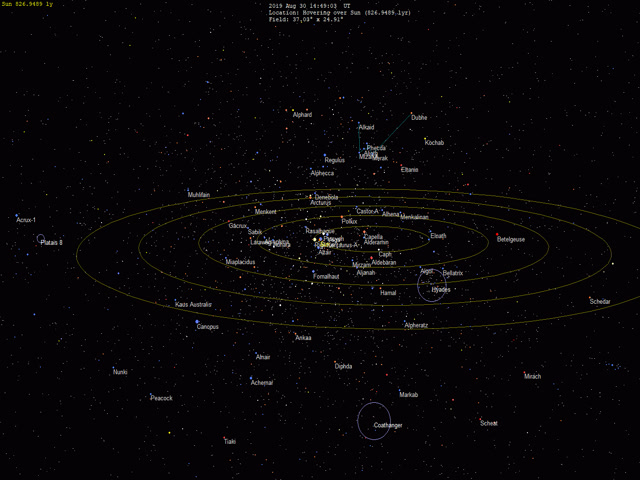 Sun 826.9489 ly
2019 Aug 30 14:49:03 UT
Location: Hovering over Sun (826.9489 lyr)
Field: 37.03° x 24.91°
Alphard
Dubhe
Alkaid
Kochab
Phecda
Regulus
Eltanin
Alphecca
Muhlifain
Denebola
Arcturus
Menkent
Castor-A
Alhena
Menkalinan
Acrux-1
Pollux
Gacrux
Sabik
Rasalhague
Capella
Elnath
Betelgeuse
Platais 8
Alderamin
Altair
Caph
Miaplacidus
Mirzam
Aldebaran
Fomalhaut
Aljanah
Algol
Bellatrix
Hyades
Hamal
Kaus Australis
Schedar
Canopus
Alpheratz
Ankaa
Alnair
Diphda
Nunki
Achernar
Mirach
Peacock
Markab
Coathanger
Scheat
Tiaki